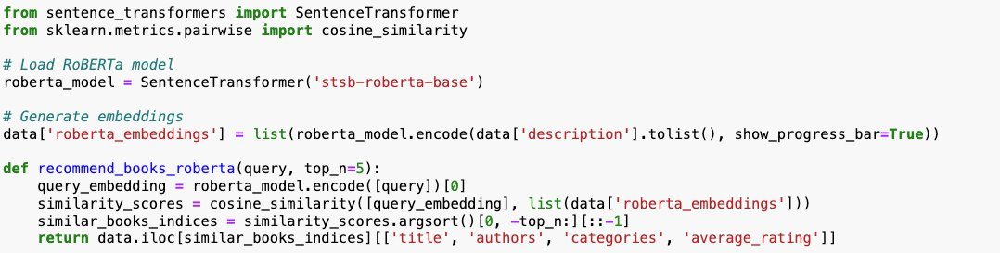 from sentence_transformers import SentenceTransformer
from sklearn.metrics.pairwise import cosine_similarity

# Load RoBERTa model
roberta_model = SentenceTransformer('stsb-roberta-base')

# Generate embeddings
data['roberta_embeddings'] = list(roberta_model.encode(data['description'].tolist(), show_progress_bar=True))

def recommend_books_roberta(query, top_n=5):
    query_embedding = roberta_model.encode([query])[0]
    similarity_scores = cosine_similarity([query_embedding], list(data['roberta_embeddings']))
    similar_books_indices = similarity_scores.argsort()[0, -top_n:][::-1]
    return data.iloc[similar_books_indices][['title', 'authors', 'categories', 'average_rating']]